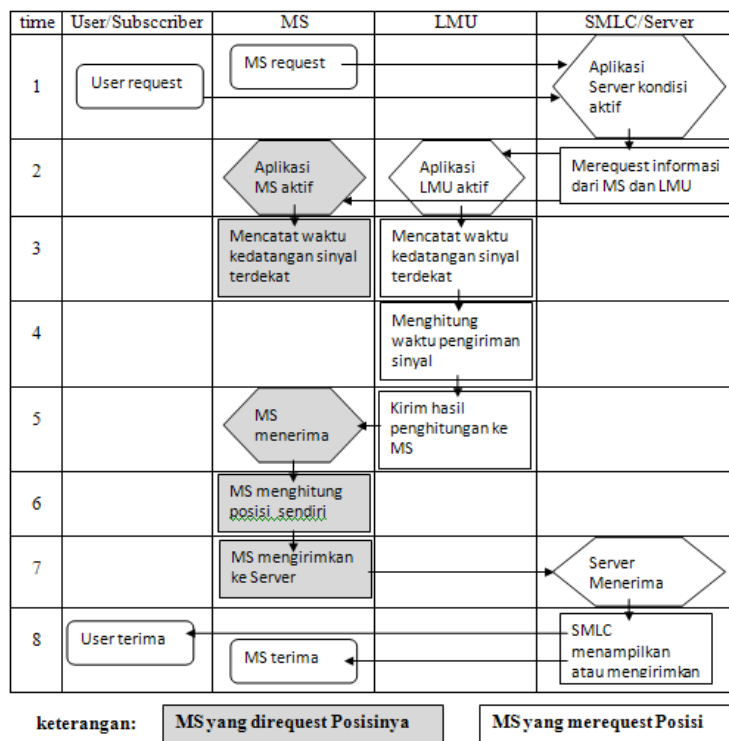 time User/Subsccriber MS LMU SMLC/Server
1
User request
MS request
Aplikasi
Server kondisi
aktif
2
Aplikasi
MS aktif
Aplikasi
LMU aktif
Merequest informasi
dari MS dan LMU
3
Mencatat waktu
kedatangan sinyal
terdekat
Mencatat waktu
kedatangan sinyal
terdekat
4
Menghitung
waktu pengiriman
sinyal
5
MS
menerima
Kirim hasil
penghitungan ke
MS
6
MS menghitung
posisi sendiri
7
MS mengirimkan
ke Server
Server
Menerima
8
User terima
MS terima
SMLC
menampilkan
atau mengirimkan
keterangan: MS yang direquest Posisinya MS yang merequest Posisi